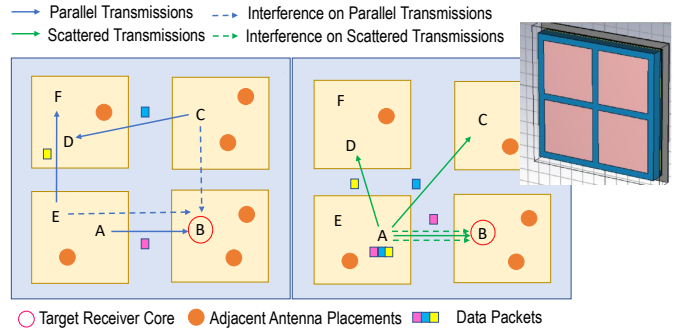 Parallel Transmissions
Interference on Parallel Transmissions
Scattered Transmissions
Interference on Scattered Transmissions
F
D
C
E
A
B
F
D
C
E
A
B
Target Receiver Core
Adjacent Antenna Placements
Data Packets